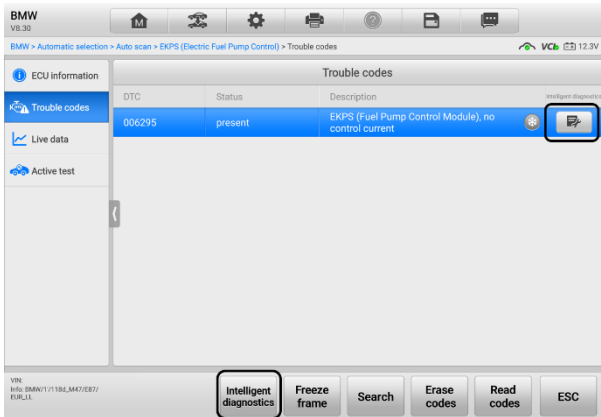 BMW
V8.30
M
?
BMW > Automatic selection > Auto scan > EKPS (Electric Fuel Pump Control) > Trouble codes
VCI
12.3V
i ECU information
Trouble codes
Live data
Active test
Trouble codes
DTC Status Description Intelligent diagnostics
006295 present EKPS (Fuel Pump Control Module), no
control current
VIN:
Info: BMW/1'/118d_M47/E87/
EUR_LL
Intelligent
diagnostics
Freeze
frame
Search
Erase
codes
Read
codes
ESC